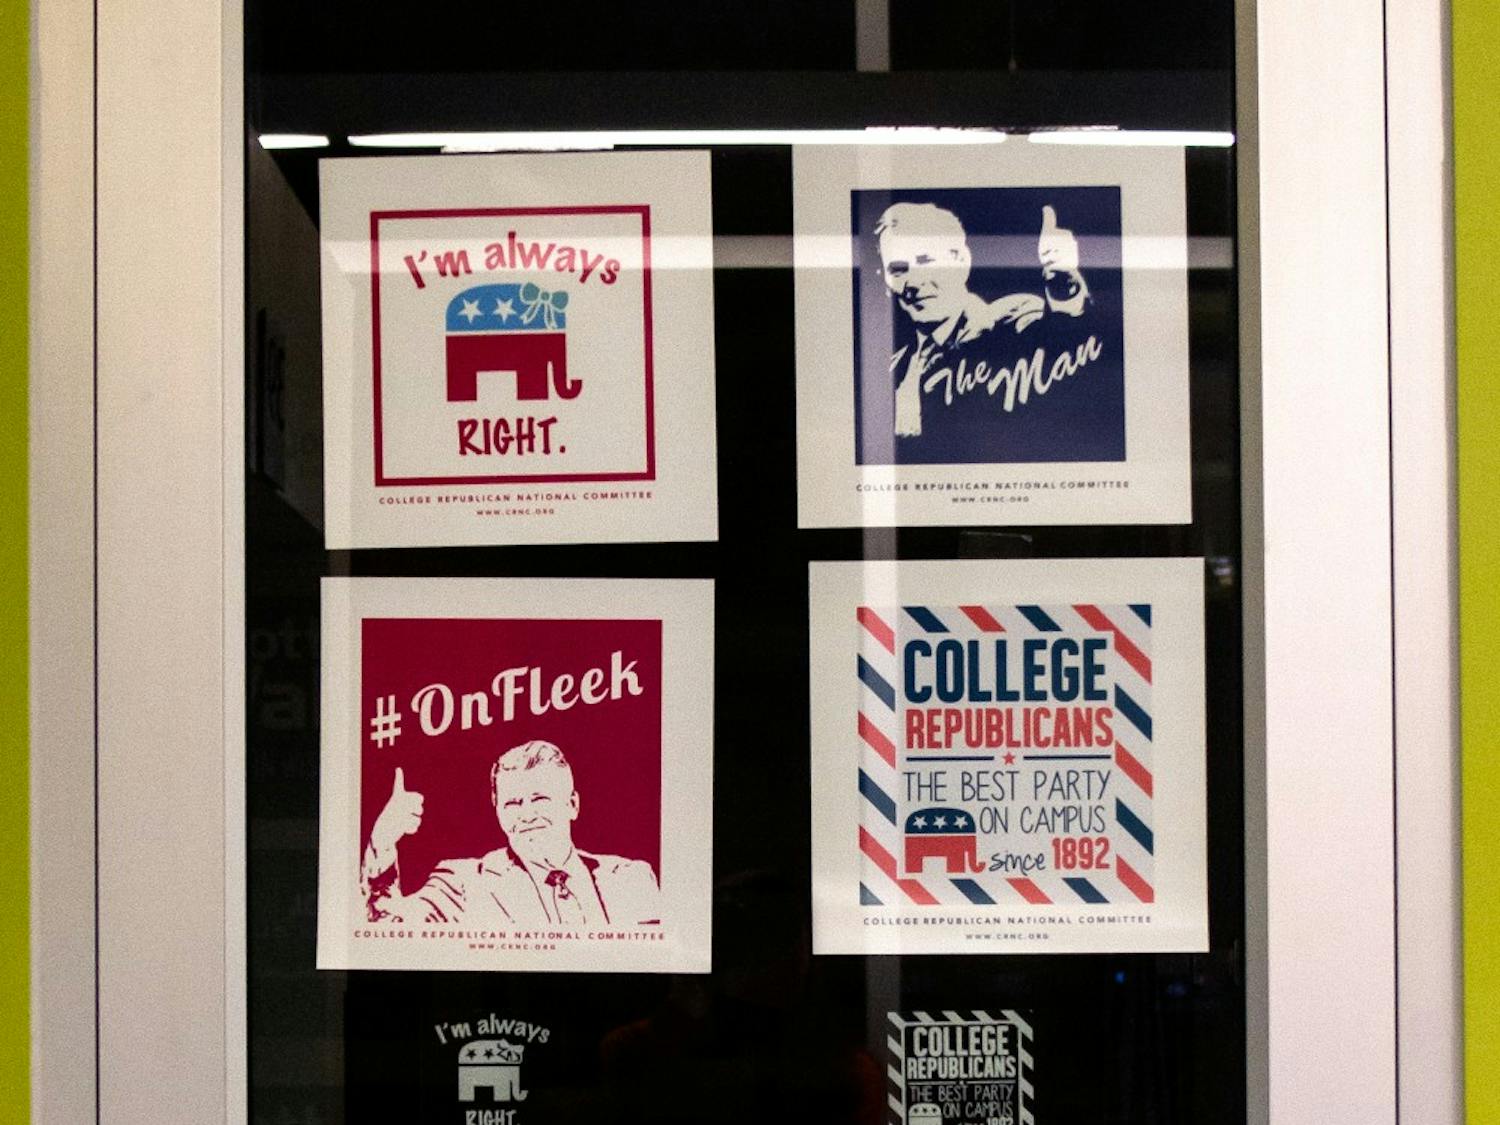 I'm always
RIGHT.
COLLEGE REPUBLICAN NATIONAL COMMITTEE
WWW.CRNC.ORG
The Man
COLLEGE REPUBLICAN NATIONAL COMMITTEE
WWW.CRNC.ORG
#OnFleek
COLLEGE REPUBLICAN NATIONAL COMMITTEE
WWW.CRNC.ORG
COLLEGE
REPUBLICANS
THE BEST PARTY
ON CAMPUS
since 1892
COLLEGE REPUBLICAN NATIONAL COMMITTEE
WWW.CRNC.ORG
I'm always
RIGHT.
COLLEGE
REPUBLICANS
THE BEST PARTY
ON CAMPUS
1892